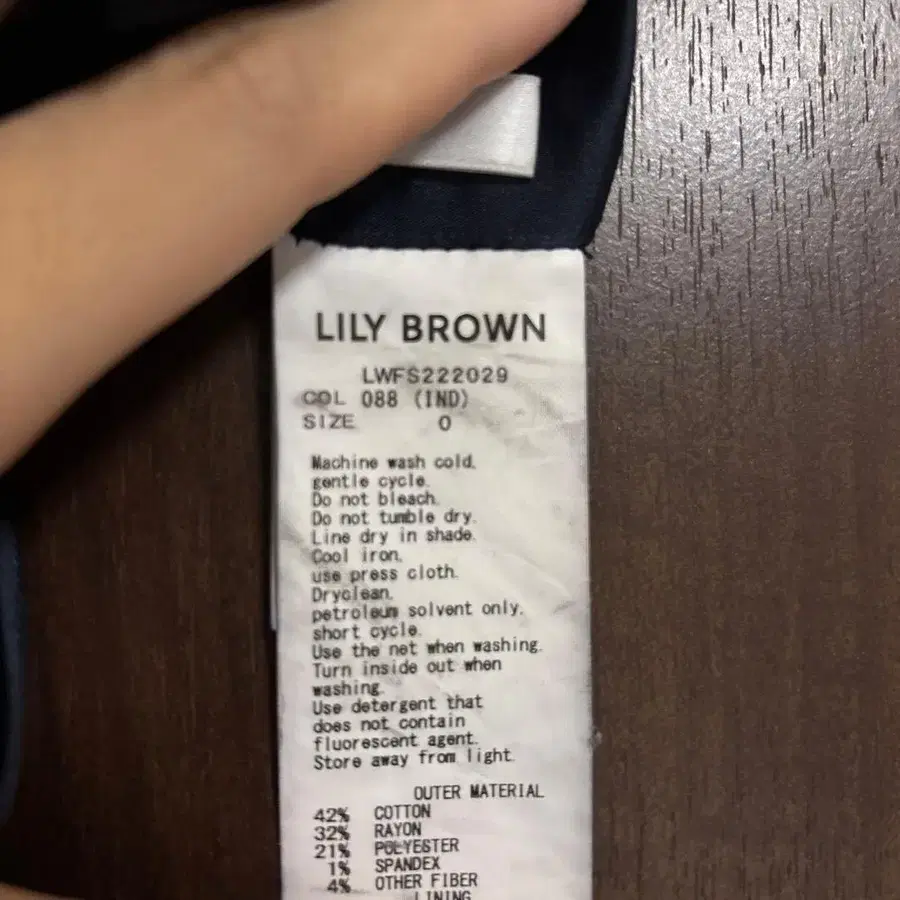 LILY BROWN
LWFS222029
COL 088 (IND)
SIZE 0
Machine wash cold.
gentle cycle.
Do not bleach.
Do not tumble dry.
Line dry in shade.
Cool iron.
use press cloth.
Dryclean.
petroleum solvent only.
short cycle.
Use the net when washing.
Turn inside out when
washing.
Use detergent that
does not contain
fluorescent agent.
Store away from light.
OUTER MATERIAL
42% COTTON
32% RAYON
21% POLYESTER
1% SPANDEX
4% OTHER FIBER
LINING